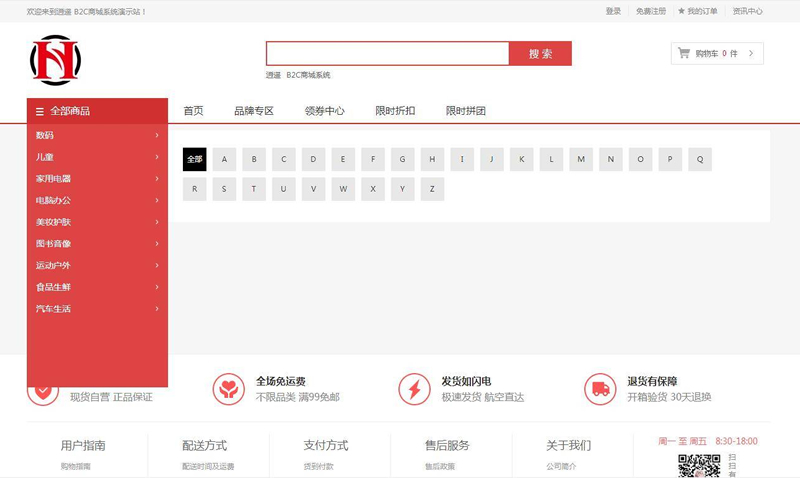 欢迎来到逍遥 B2C商城系统演示站！
登录 免费注册 ★ 我的订单 资讯中心
搜 索
购物车 0 件
逍遥 B2C商城系统
全部商品 首页 品牌专区 领券中心 限时折扣 限时拼团
数码
儿童
家用电器
电脑办公
美妆护肤
图书音像
运动户外
食品生鲜
汽车生活
全部 A B C D E F G H I J K L M N O P Q
R S T U V W X Y Z
现货自营 正品保证
全场免运费
不限品类 满99免邮
发货如闪电
极速发货 航空直达
退货有保障
开箱验货 30天退换
用户指南
购物指南
配送方式
配送时间及运费
支付方式
货到付款
售后服务
售后政策
关于我们
公司简介
周一 至 周五 8:30-18:00
扫
扫
有